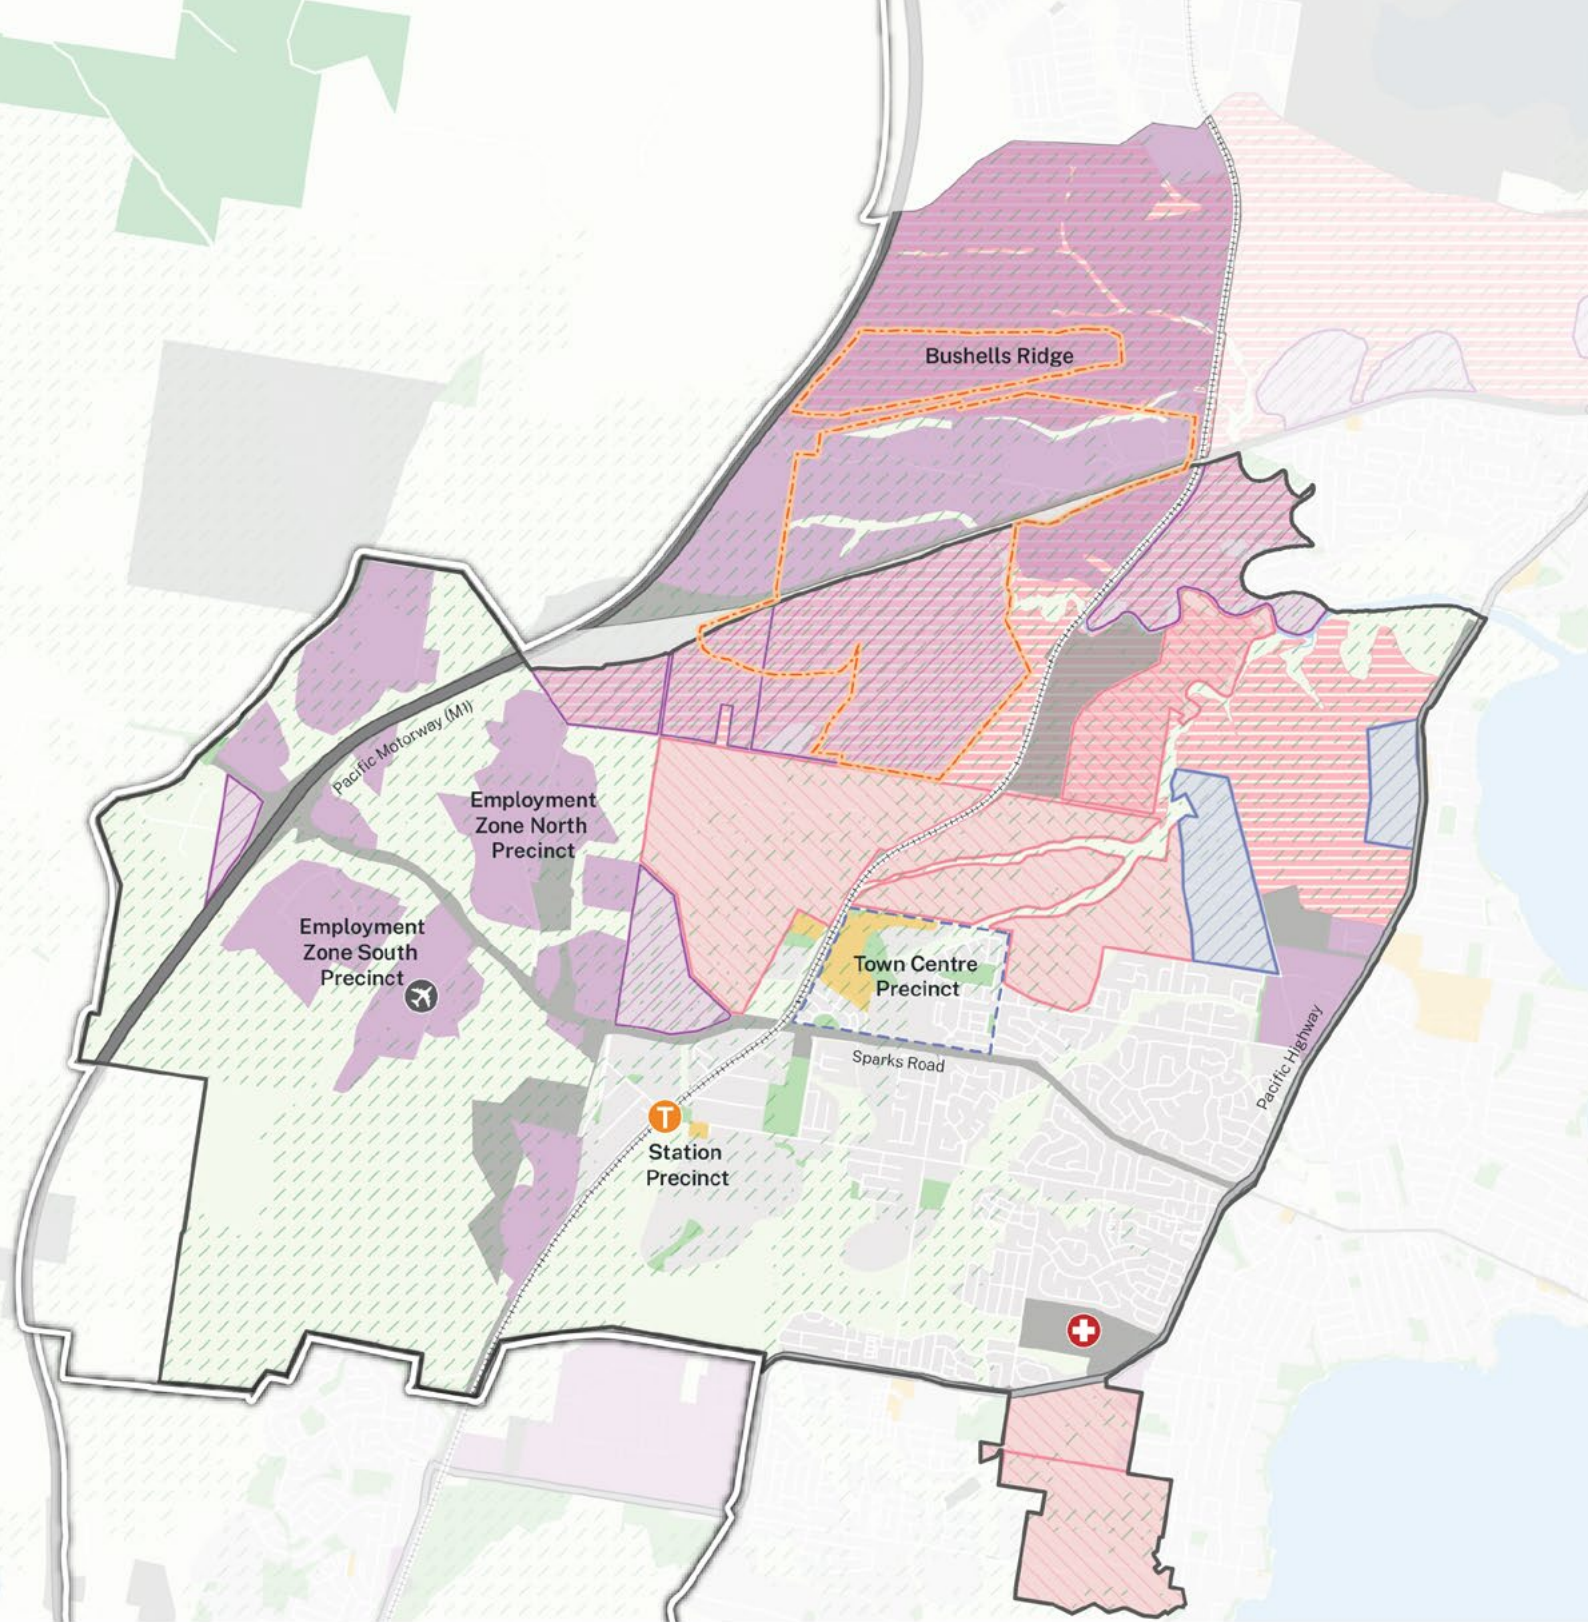 Bushells Ridge
Pacific Motorway (M1)
Employment
Zone North
Precinct
Employment
Zone South
Precinct
Town Centre
Precinct
Sparks Road
Pacific Highway
T
Station
Precinct